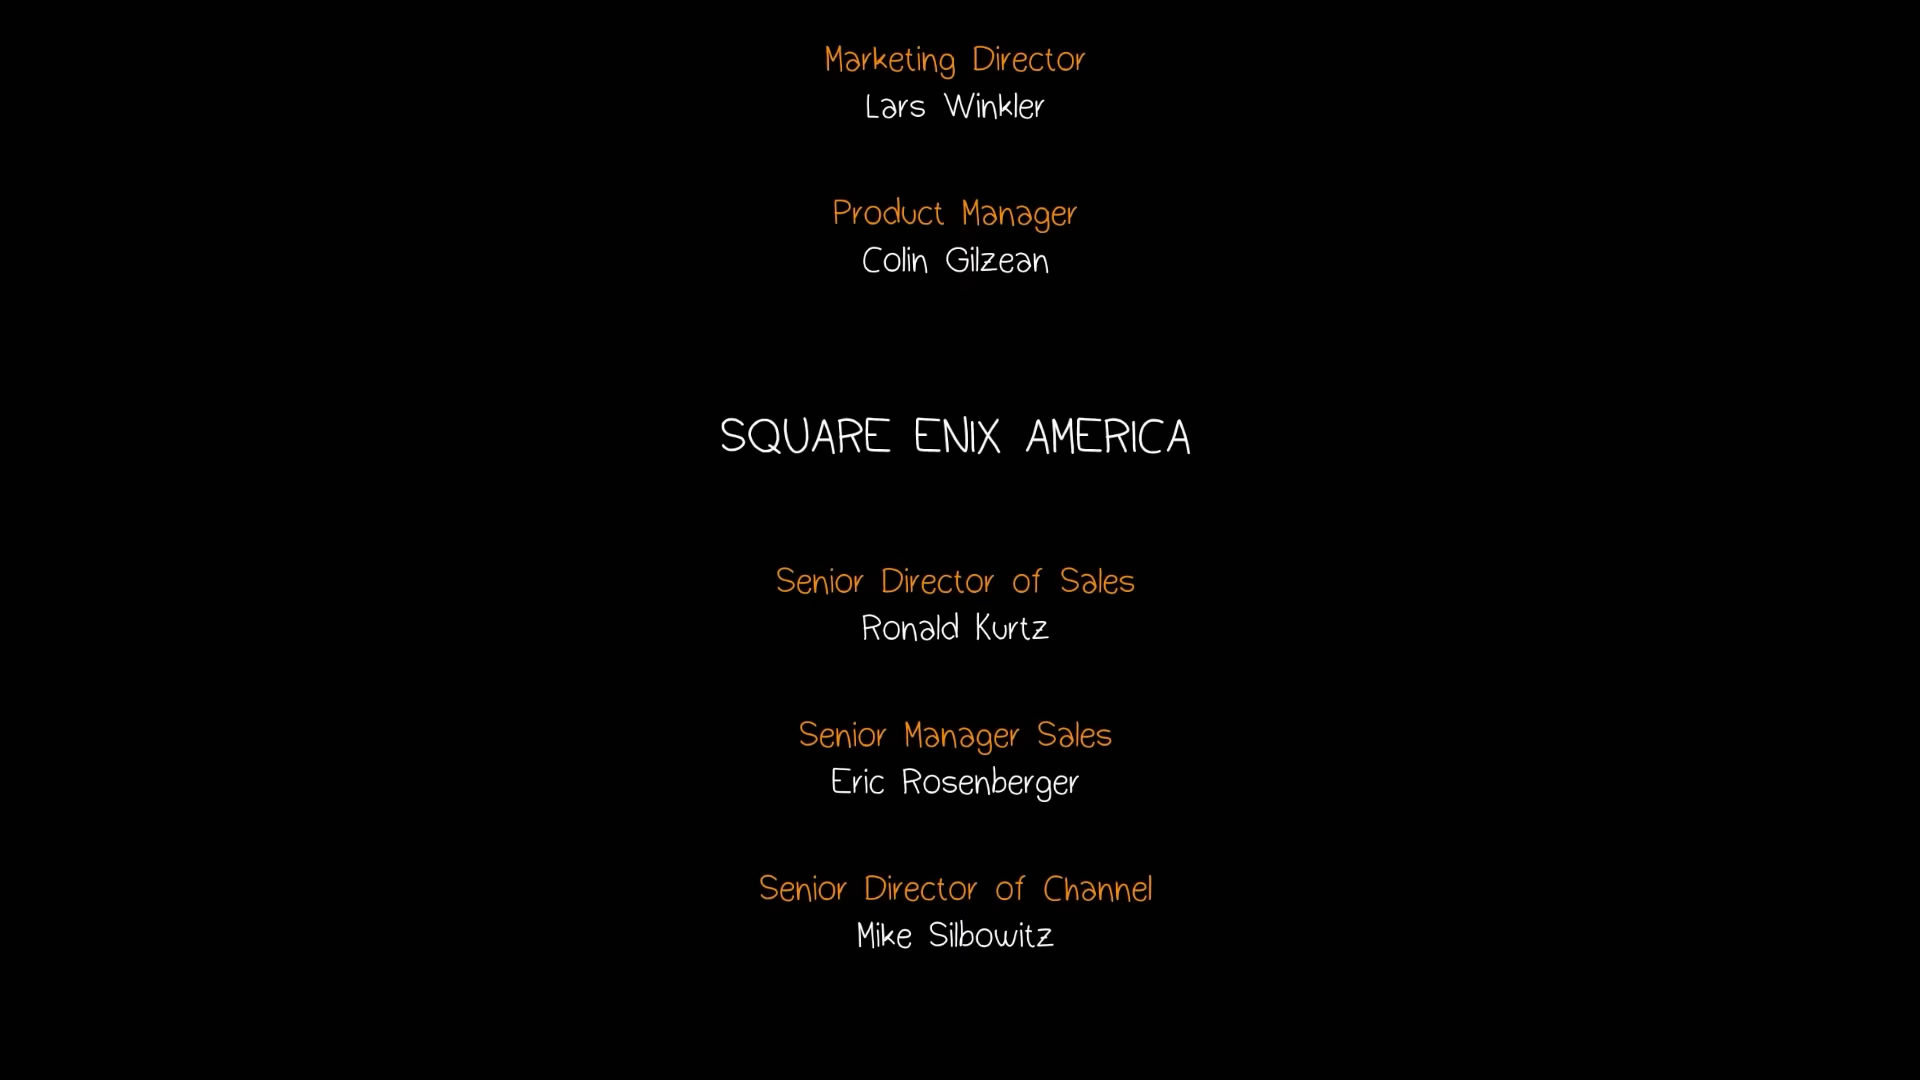 Marketing Director
Lars Winkler
Product Manager
Colin Gilzean
SQUARE ENIX AMERICA
Senior Director of Sales
Ronald Kurtz
Senior Manager Sales
Eric Rosenberger
Senior Director of Channel
Mike Silbowitz